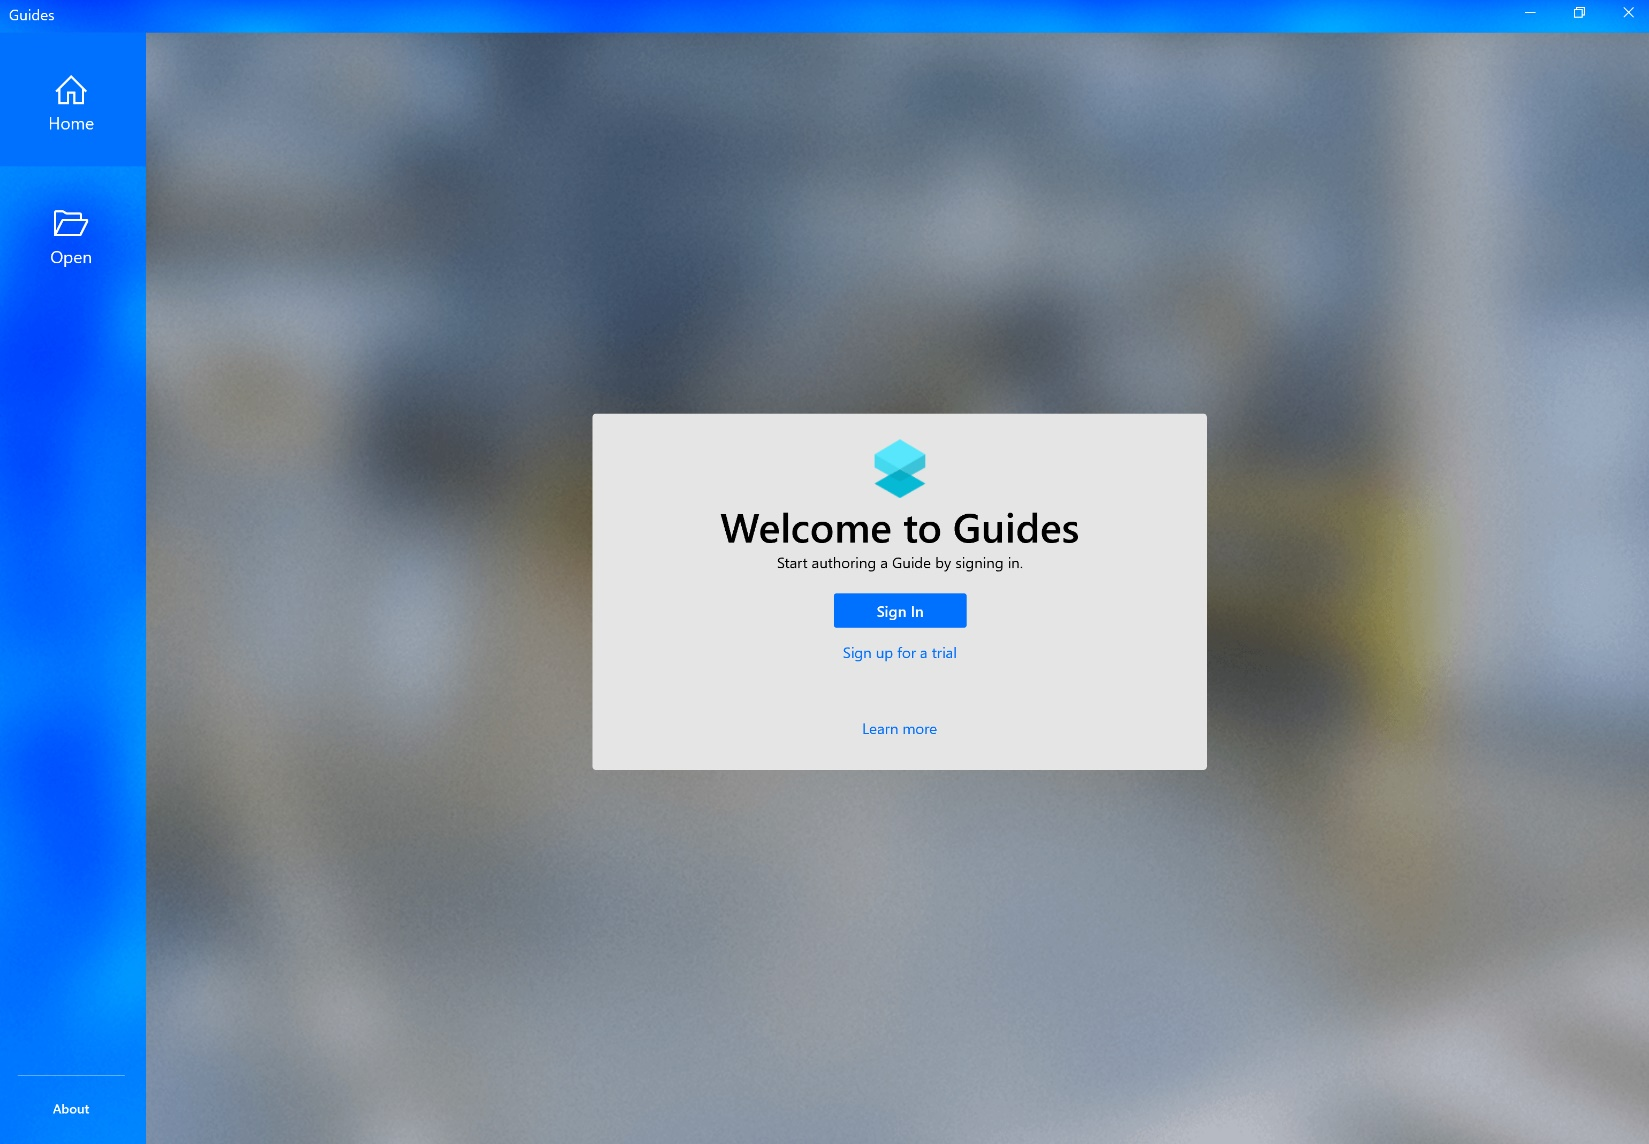 Guides
Home
Open
Welcome to Guides
Start authoring a Guide by signing in.
Sign In
Sign up for a trial
Learn more
About